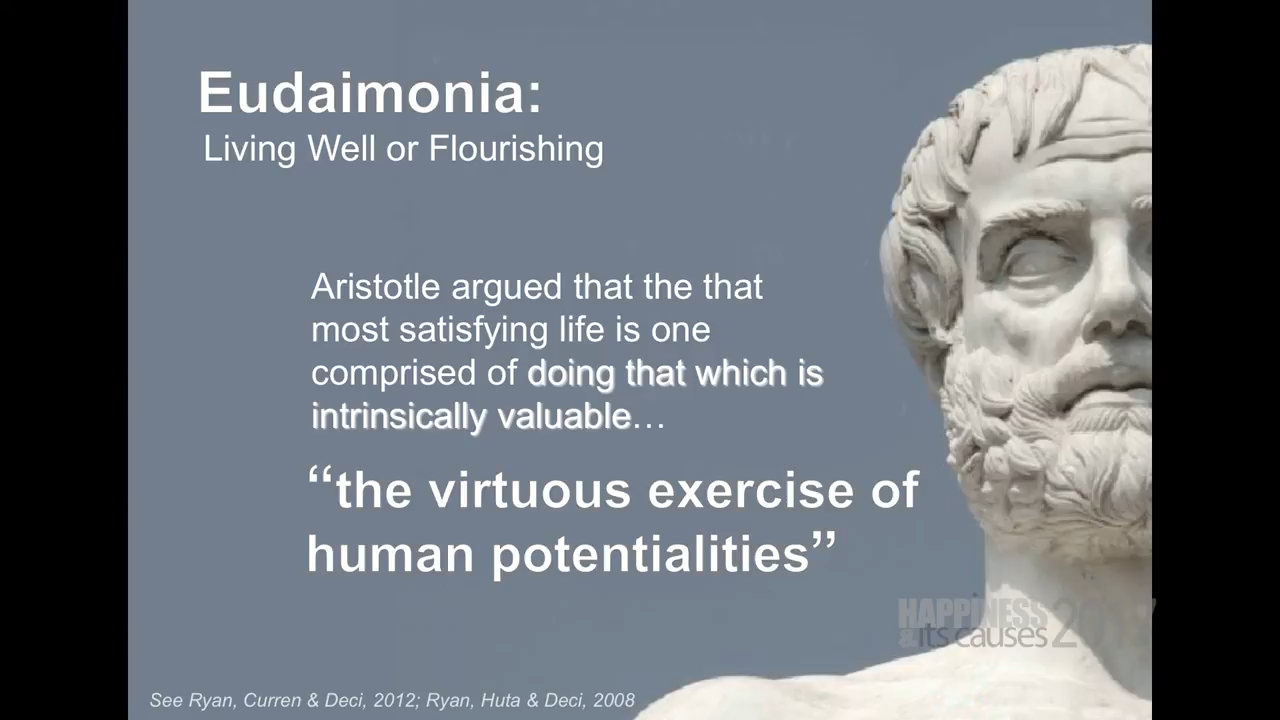 Eudaimonia:
Living Well or Flourishing
Aristotle argued that the that
most satisfying life is one
comprised of doing that which is
intrinsically valuable…
“the virtuous exercise of
human potentialities”
HAPPINESS
& its causes 2017
See Ryan, Curren & Deci, 2012; Ryan, Huta & Deci, 2008